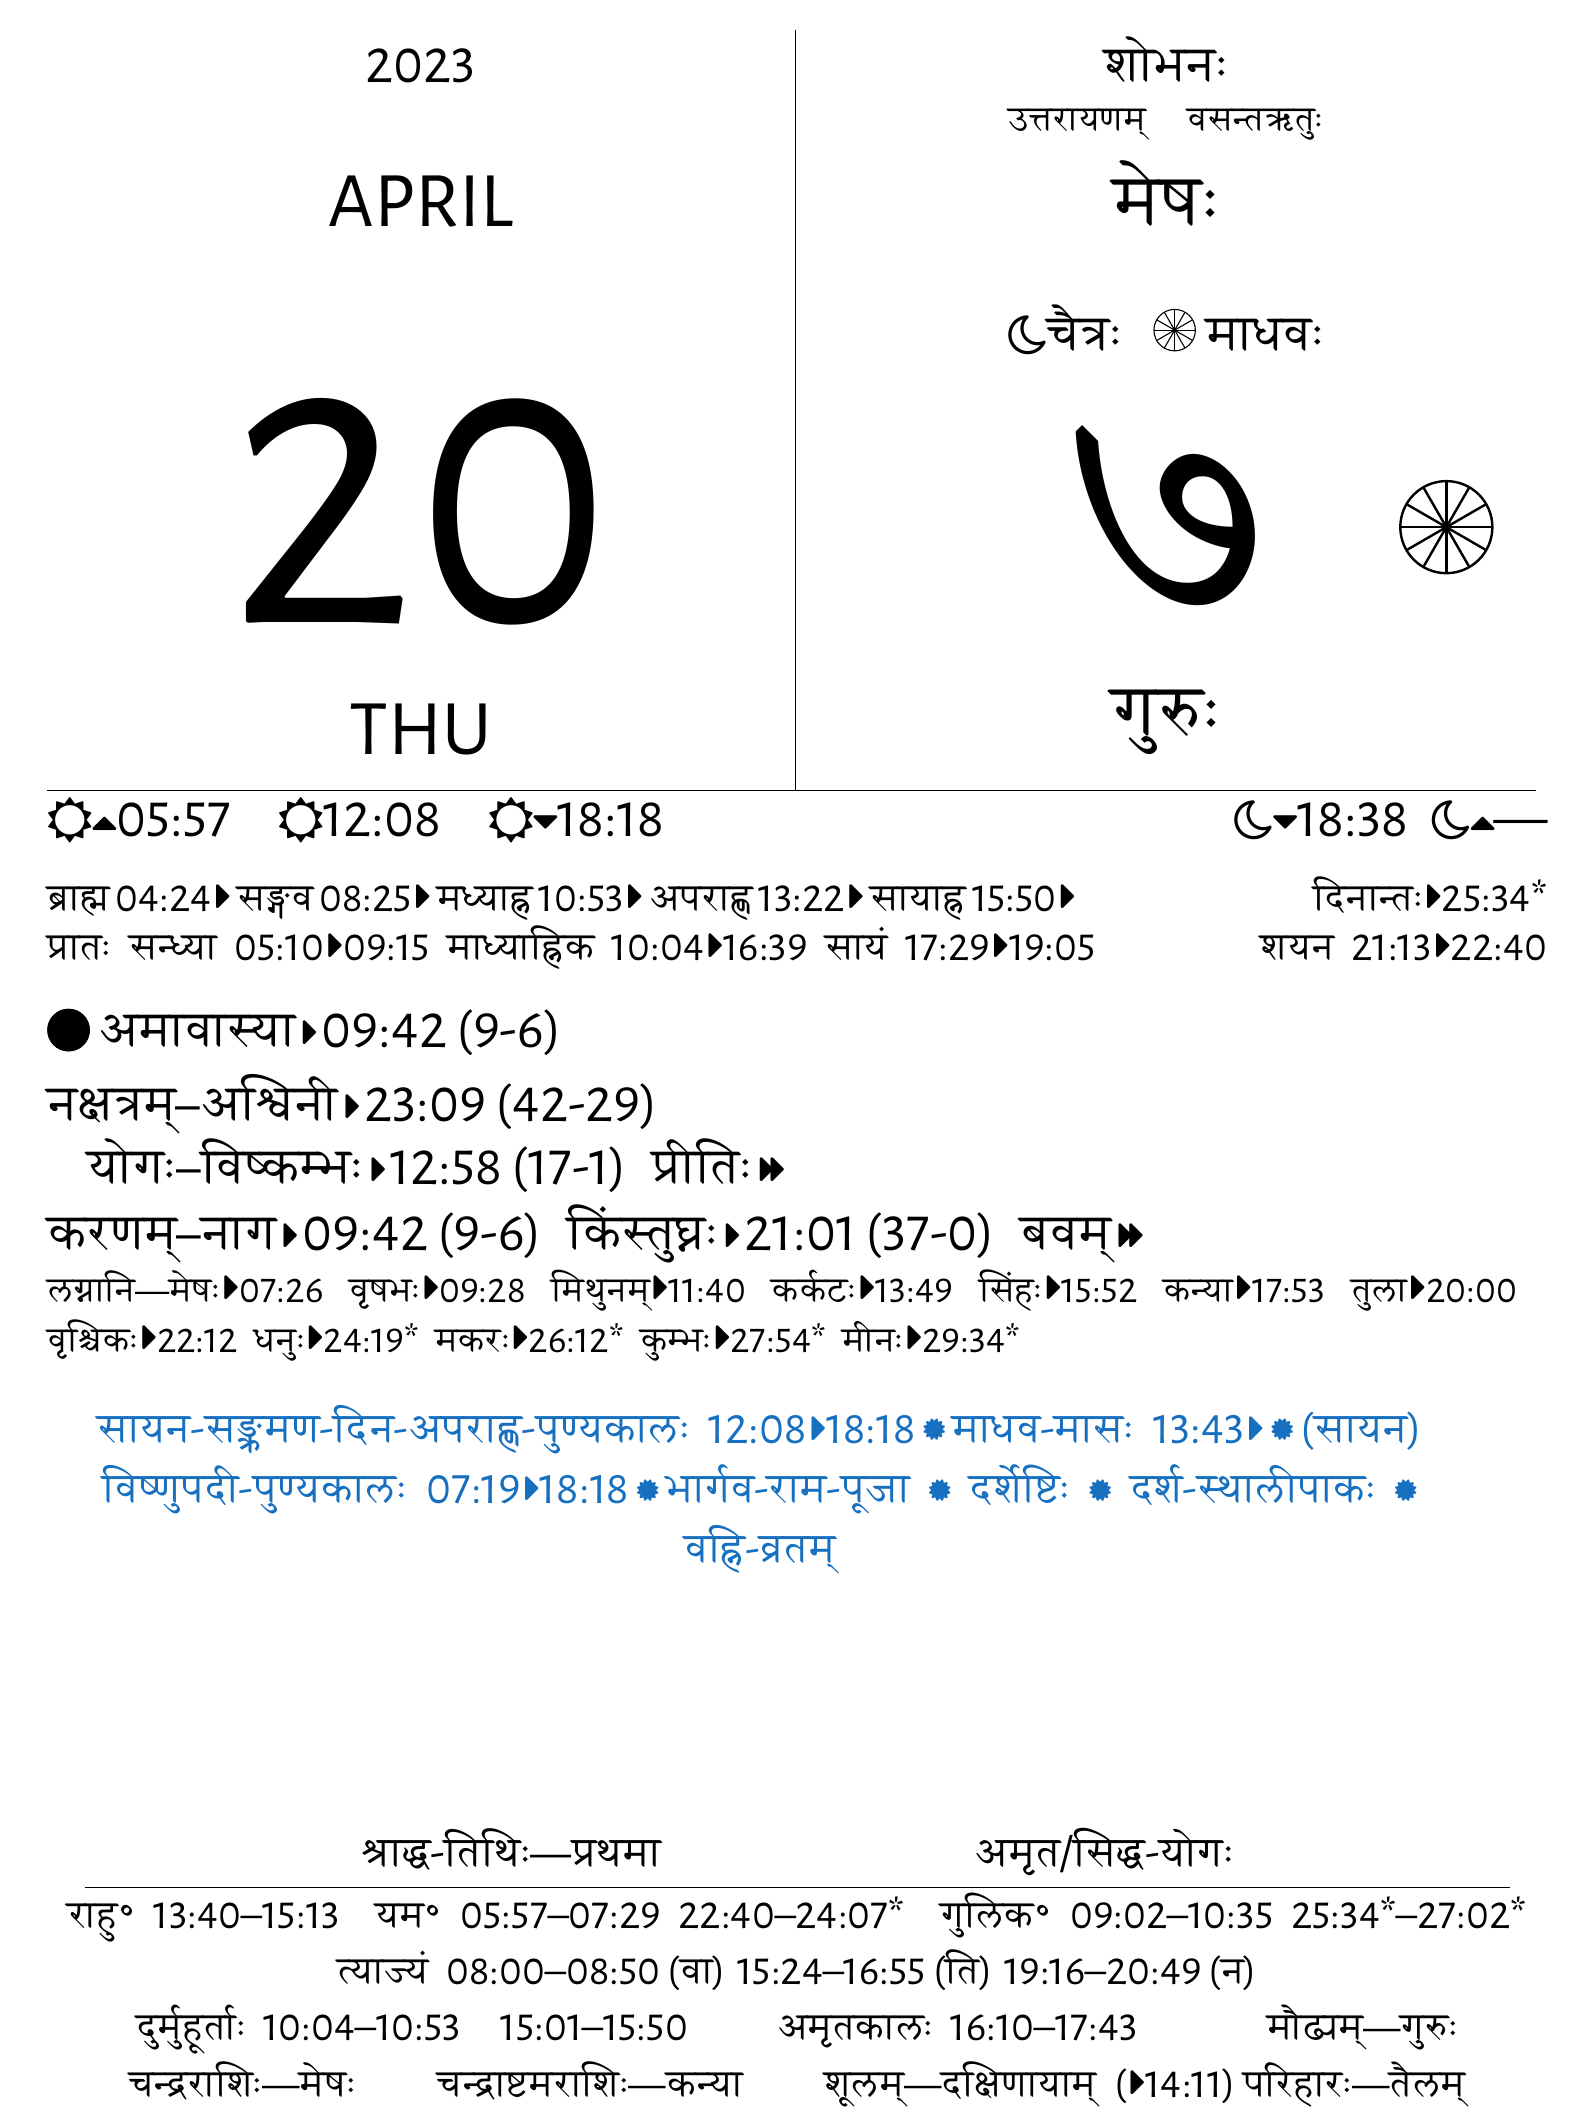 2023
APRIL
20
THU
शोभनः
उत्तरायणम् वसन्तऋतुः
मेषः
चैत्रः माधवः
७
गुरुः
05:57 12:08 18:18 18:38 —
ब्राह्म 04:24 सङ्गव 08:25 मध्याह्न 10:53 अपराह्ण 13:22 सायाह्न 15:50 दिनान्तः 25:34*
प्रातः सन्ध्या 05:10 09:15 माध्याह्निक 10:04 16:39 सायं 17:29 19:05 शयन 21:13 22:40
अमावास्या 09:42 (9-6)
नक्षत्रम्–अश्विनी 23:09 (42-29)
योगः–विष्कम्भः 12:58 (17-1) प्रीतिः
करणम्–नाग 09:42 (9-6) किंस्तुघ्नः 21:01 (37-0) बवम्
लग्नानि—मेषः 07:26 वृषभः 09:28 मिथुनम् 11:40 कर्कटः 13:49 सिंहः 15:52 कन्या 17:53 तुला 20:00
वृश्चिकः 22:12 धनुः 24:19* मकरः 26:12* कुम्भः 27:54* मीनः 29:34*
सायन-सङ्क्रमण-दिन-अपराह्ण-पुण्यकालः 12:08 18:18 माधव-मासः 13:43 (सायन)
विष्णुपदी-पुण्यकालः 07:19 18:18 भार्गव-राम-पूजा दर्शेष्टिः दर्श-स्थालीपाकः
वह्नि-व्रतम्
श्राद्ध-तिथिः—प्रथमा अमृत/सिद्ध-योगः
राहु॰ 13:40–15:13 यम॰ 05:57–07:29 22:40–24:07* गुलिक॰ 09:02–10:35 25:34*–27:02*
त्याज्यं 08:00–08:50 (वा) 15:24–16:55 (ति) 19:16–20:49 (न)
दुर्मुहूर्ताः 10:04–10:53 15:01–15:50 अमृतकालः 16:10–17:43 मौढ्यम्—गुरुः
चन्द्रराशिः—मेषः चन्द्राष्टमराशिः—कन्या शूलम्—दक्षिणायाम् ( 14:11) परिहारः—तैलम्